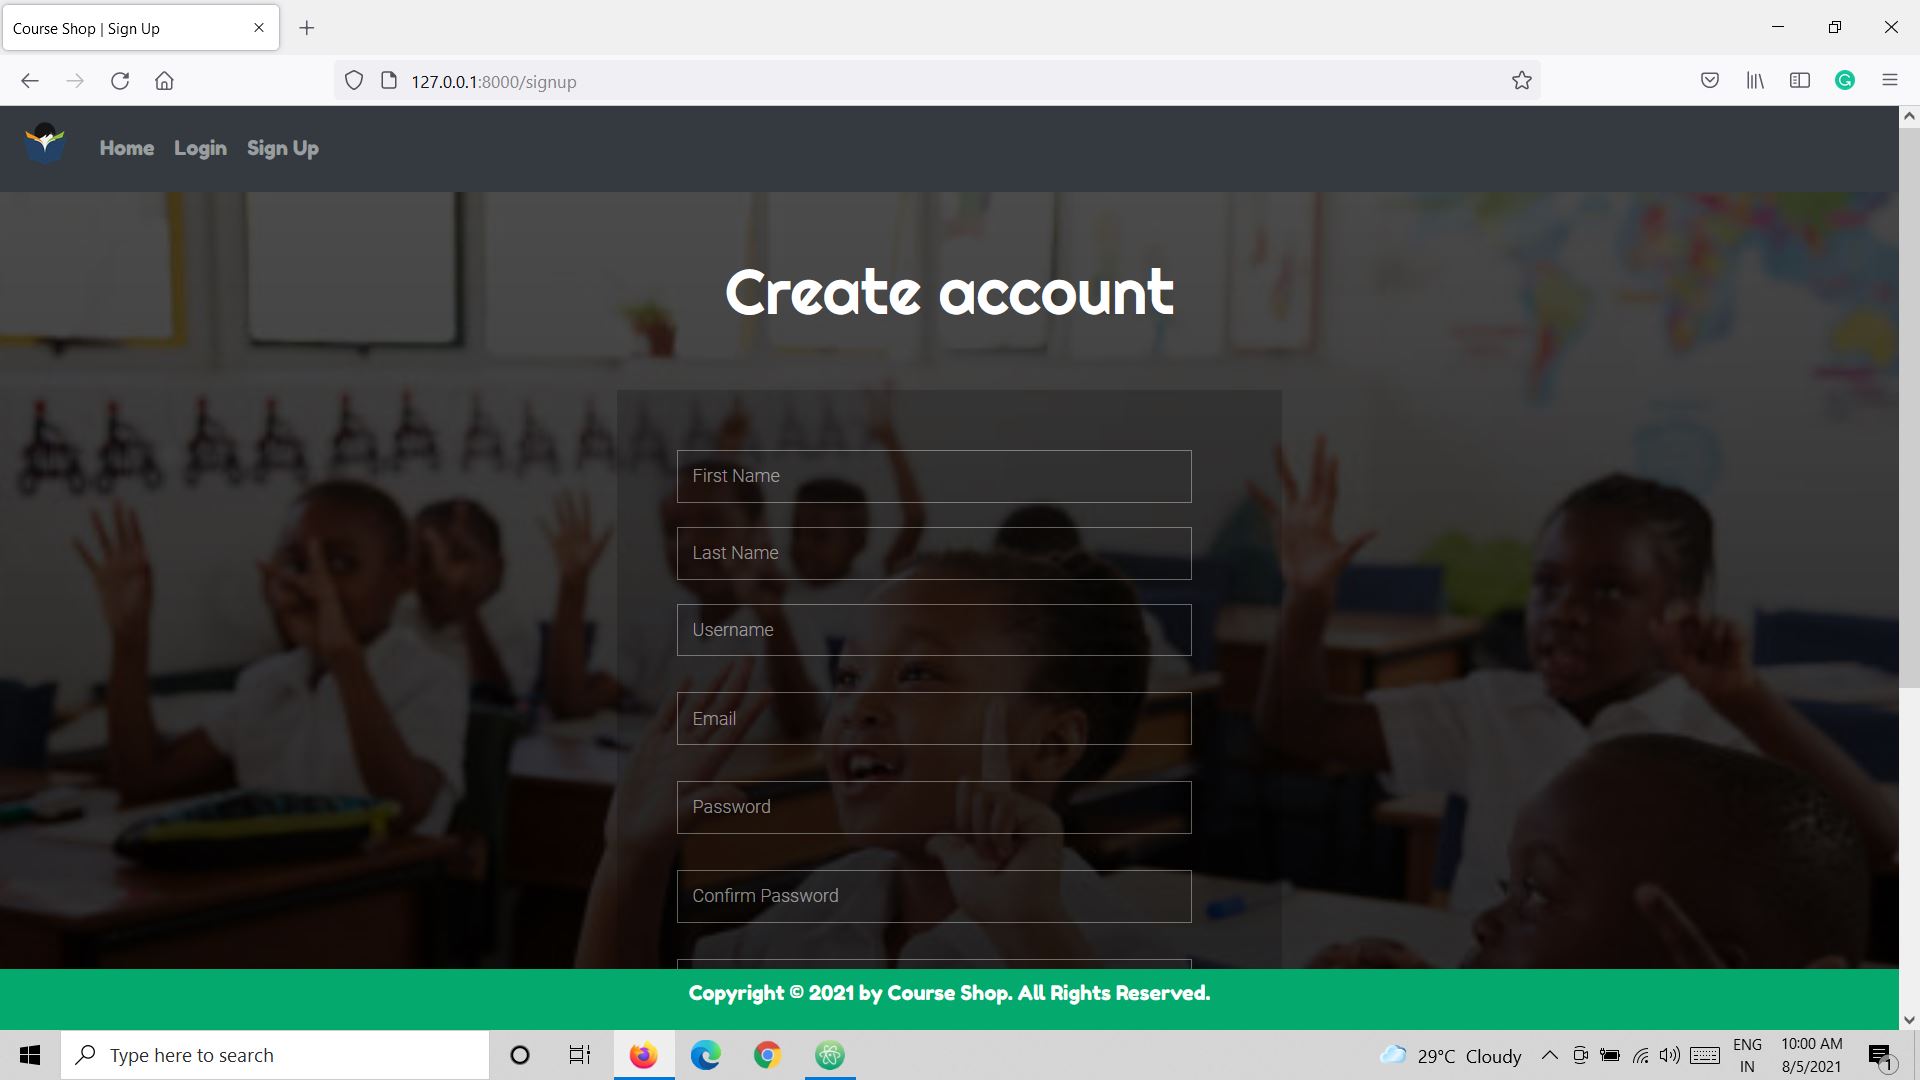 Course Shop | Sign Up
127.0.0.1:8000/signup
Home Login Sign Up
Create account
First Name
Last Name
Username
Email
Password
Confirm Password
Copyright © 2021 by Course Shop. All Rights Reserved.
Type here to search
29°C Cloudy
ENG
IN
10:00 AM
8/5/2021
1